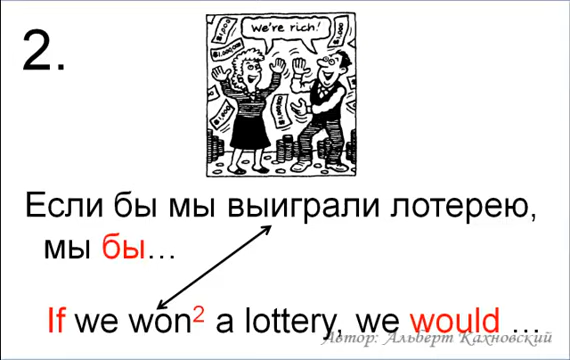 2.
We're rich!
Если бы мы выиграли лотерею,
мы бы...
If we won² a lottery, we would ...
Автор: Альберт Кахновский